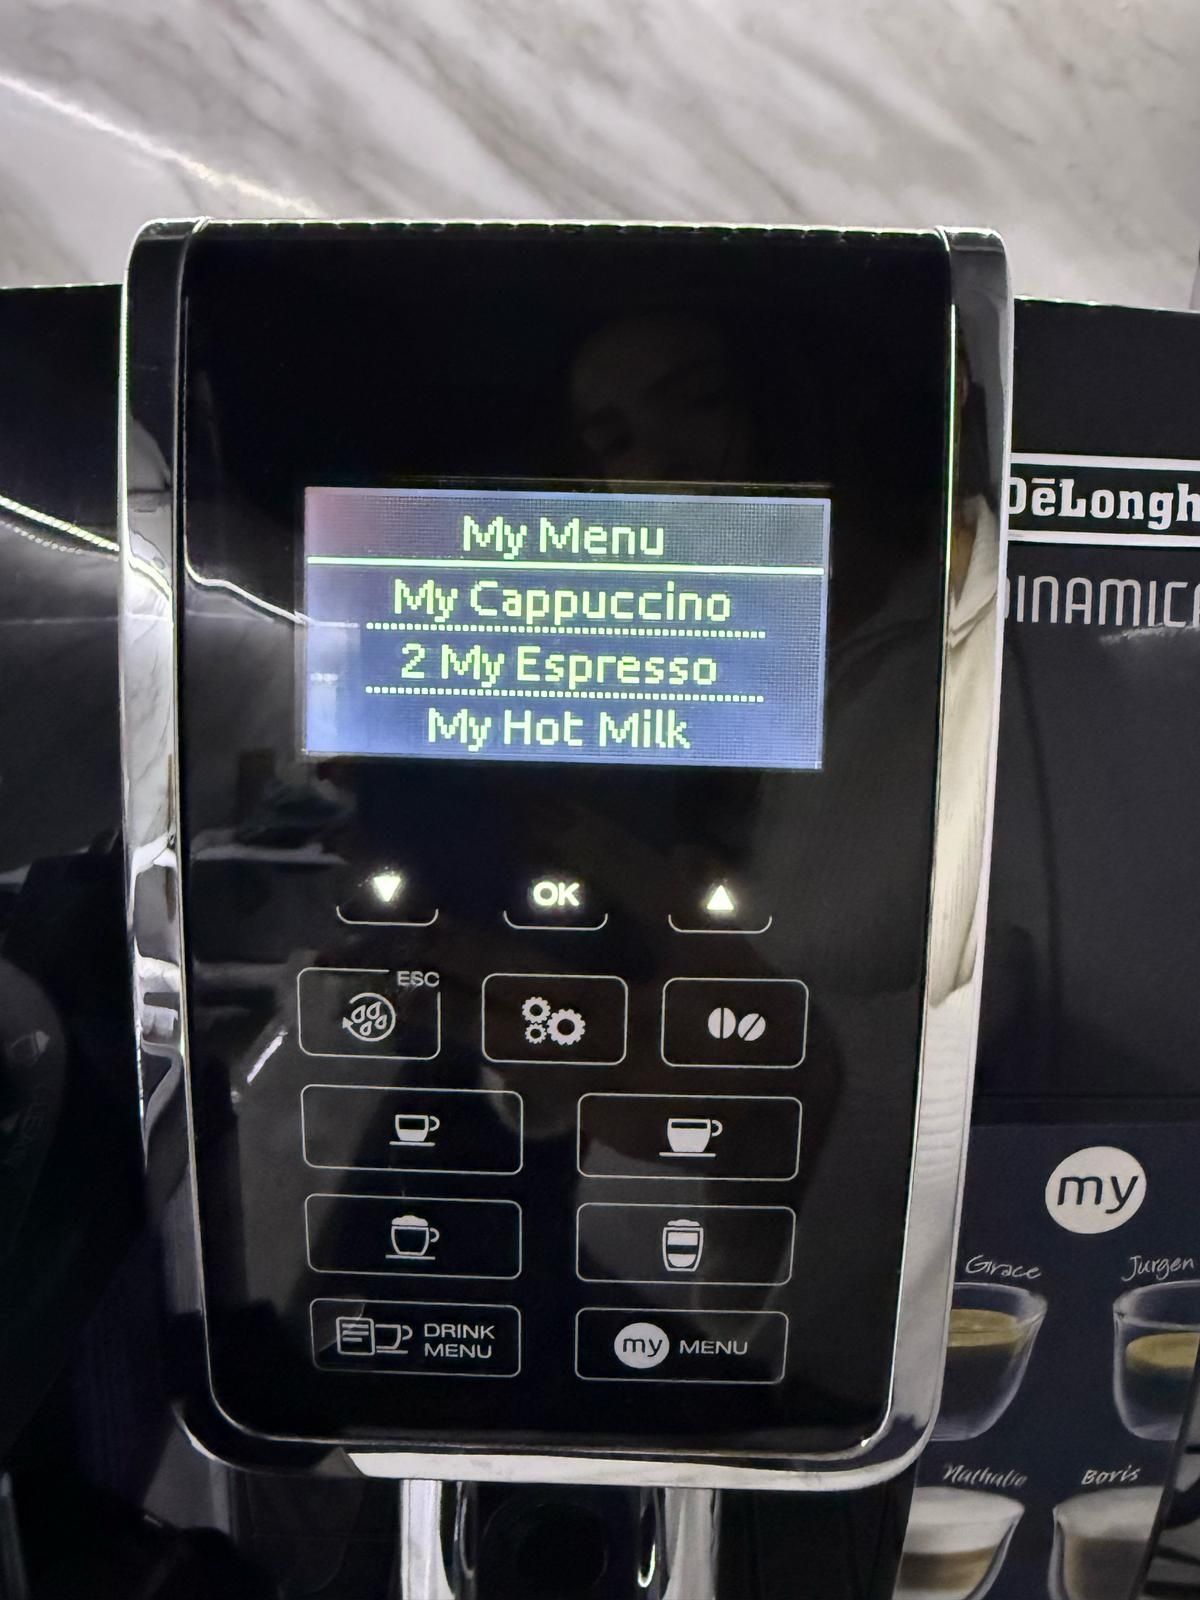 My Menu
My Cappuccino
2 My Espresso
My Hot Milk
OK
ESC
DRINK
MENU
my MENU
DēLongh
DINAMICA
my
Grace
Jurgen
Nathalie
Boris